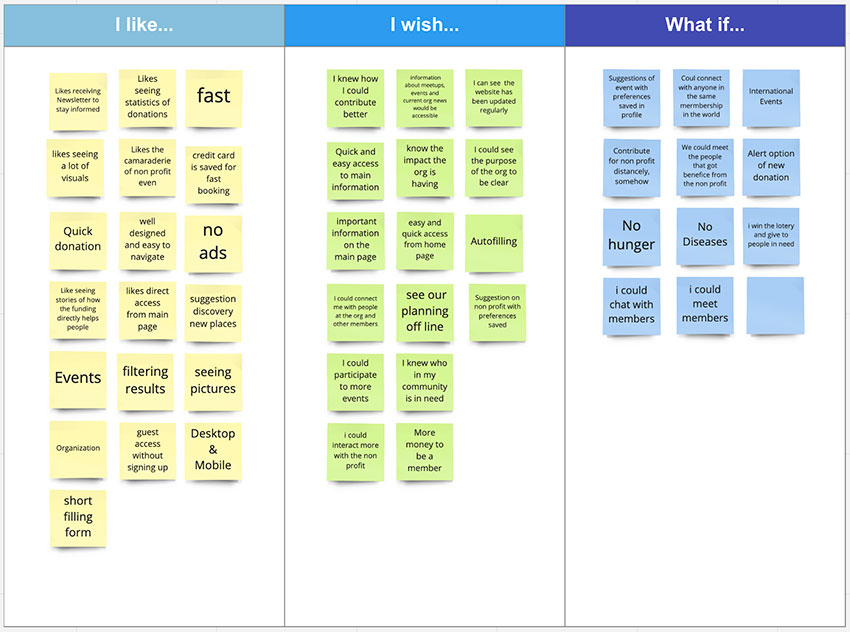 I like...
I wish...
What if...
Likes receiving
Newsletter to
stay informed
Likes
seeing
statistics of
donations
fast
likes seeing
a lot of
visuals
Likes the
camaraderie
of non profit
even
credit card
is saved for
fast
booking
Quick
donation
well
designed
and easy to
navigate
no
ads
Like seeing
stories of how
the funding
directly helps
people
likes direct
access
from main
page
suggestion
discovery
new places
Events
filtering
results
seeing
pictures
Organization
guest
access
without
signing up
Desktop
&
Mobile
short
filling
form
I knew how
I could
contribute
better
information
about meetups,
events and
current org news
would be
accessible
I can see the
website has
been updated
regularly
Quick and
easy access
to main
information
know the
impact the
org is
having
I could see
the purpose
of the org to
be clear
important
information
on the
main page
easy and
quick access
from home
page
Autofilling
I could connect
me with people
at the org and
other members
see our
planning
off line
Suggestion on
non profit with
preferences
saved
I could
participate
to more
events
I knew who
in my
community
is in need
i could
interact more
with the non
profit
More
money to
be a
member
Suggestions of
event with
preferences
saved in
profile
Coul connect
with anyone in
the same
mermbership
in the world
International
Events
Contribute
for non profit
distancely,
somehow
We could meet
the people
that got
benefice from
the non profit
Alert option
of new
donation
No
hunger
No
Diseases
i win the lotery
and give to
people in need
i could
chat with
members
i could
meet
members